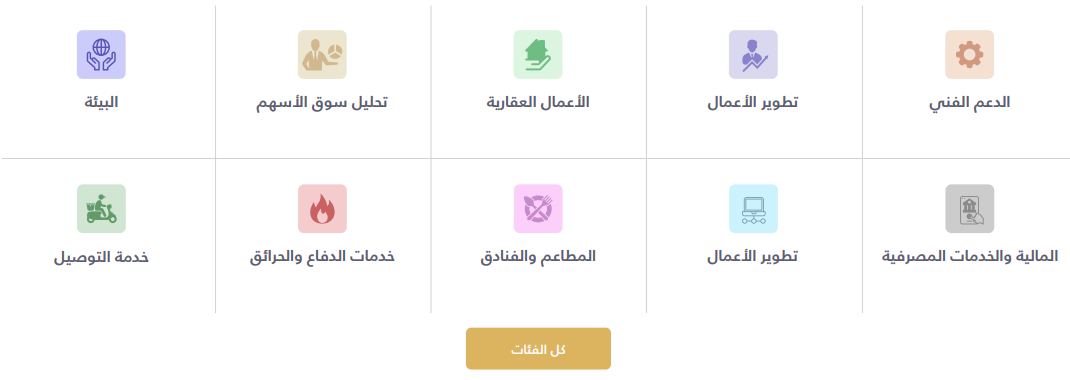 الدعم الفني
تطوير الأعمال
الأعمال العقارية
تحليل سوق الأسهم
البيئة
المالية والخدمات المصرفية
تطوير الأعمال
المطاعم والفنادق
خدمات الدفاع والحرائق
خدمة التوصيل
كل الفئات